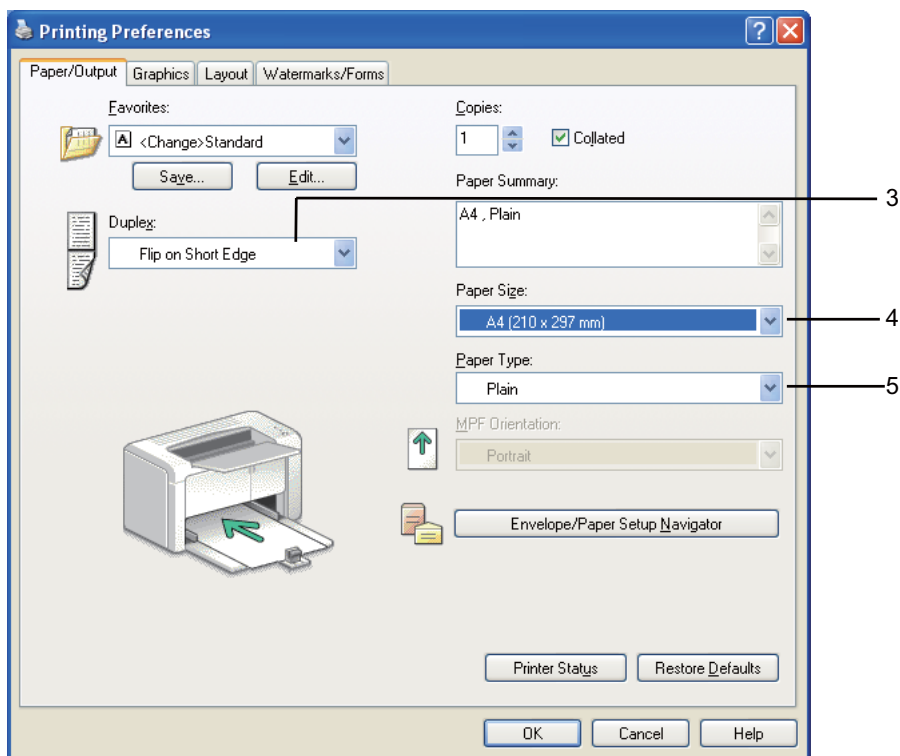 Printing Preferences
Paper/Output Graphics Layout Watermarks/Forms
Favorites:
A <Change>Standard
Save... Edit...
Duplex:
Flip on Short Edge
Copies:
1 Collated
Paper Summary:
A4 , Plain
3
Paper Size:
A4 (210 x 297 mm)
4
Paper Type:
Plain
5
MPF Orientation:
Portrait
Envelope/Paper Setup Navigator
Printer Status Restore Defaults
OK Cancel Help